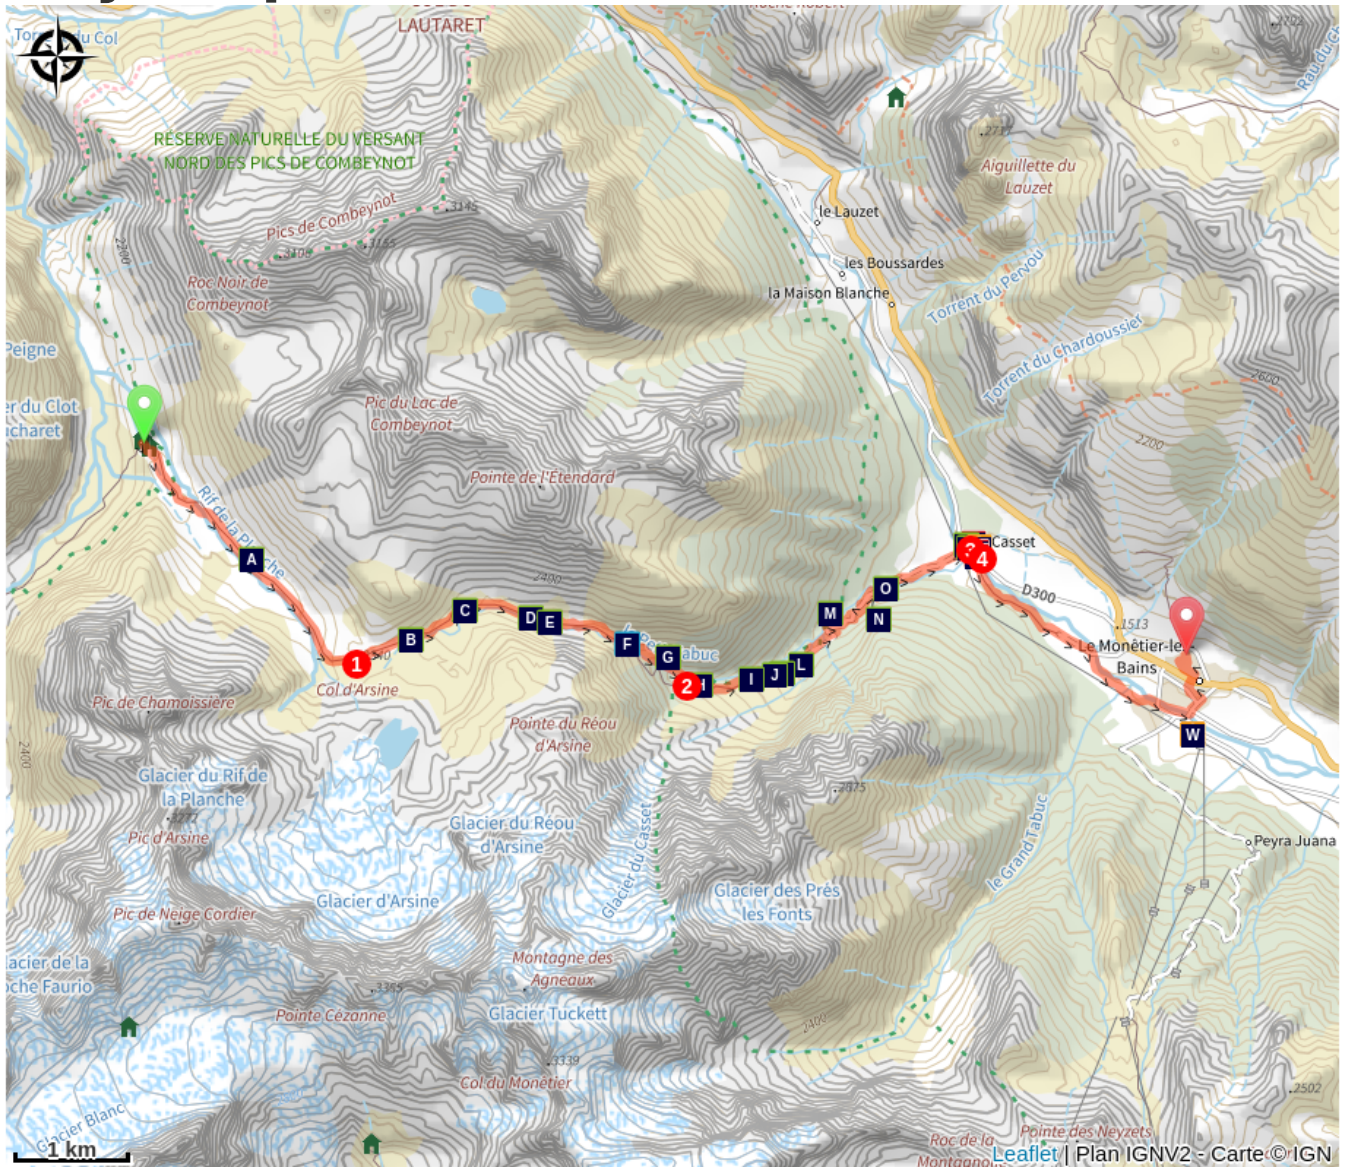 LAUTARET
RÉSERVE NATURELLE DU VERSANT
NORD DES PICS DE COMBEYNOT
2200
Pics de Combeynot
3145
3155
Roc Noir de
Combeynot
le Lauzet
les Boussardes
la Maison Blanche
Aiguillette du
Lauzet
Torrent du Pervou
Torrent du Chardoussier
2600
2200
Peigne
Pic du Lac de
Combeynot
Pointe de l'Étendard
Rif de la Planche
A
2400
Casset
3
4
D300
1513
Le Monêtier-les-
Bains
B
C
D
E
F
G
H
I
J
L
M
N
O
W
1
2
Col d'Arsine
Pic de Chamoissière
2400
Pointe du Réou
d'Arsine
Glacier du Rif de
la Planche
3277
Pic d'Arsine
Glacier du Réou
d'Arsine
Glacier du Casset
2875
Glacier des Prés
les Fonts
le Grand Tabuc
Peyra Juana
Glacier d'Arsine
Pic de Neige Cordier
Montagne des
Agneaux
Pointe Cézanne
Glacier Tuckett
2400
3339
Col du Monêtier
Glacier Blanc
2502
Pointe des Neyzets
Roc de la
1 km
Leaflet | Plan IGNV2 - Carte © IGN